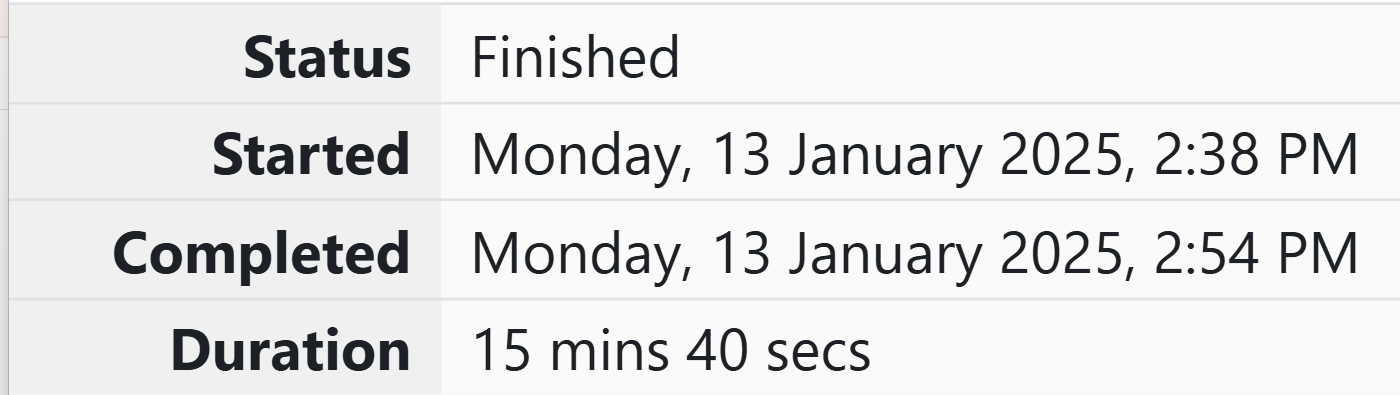 Status Finished
Started Monday, 13 January 2025, 2:38 PM
Completed Monday, 13 January 2025, 2:54 PM
Duration 15 mins 40 secs